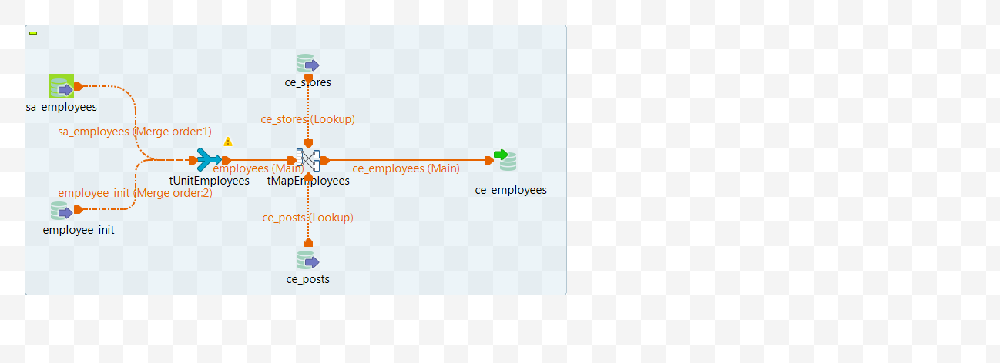 ce_stores
sa_employees
ce_stores (Lookup)
sa_employees (Merge order:1)
employees (Main)
ce_employees (Main)
tUnitEmployees
tMapEmployees
ce_employees
employee_init (Merge order:2)
ce_posts (Lookup)
employee_init
ce_posts